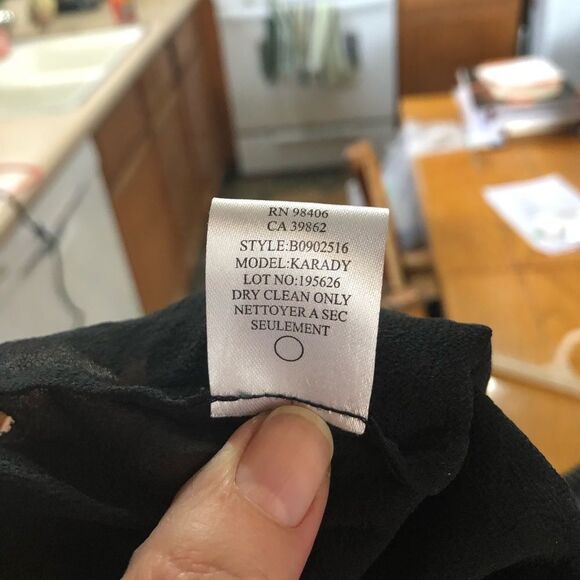 RN 98406
CA 39862
STYLE:B0902516
MODEL:KARADY
LOT NO:195626
DRY CLEAN ONLY
NETTOYER A SEC
SEULEMENT